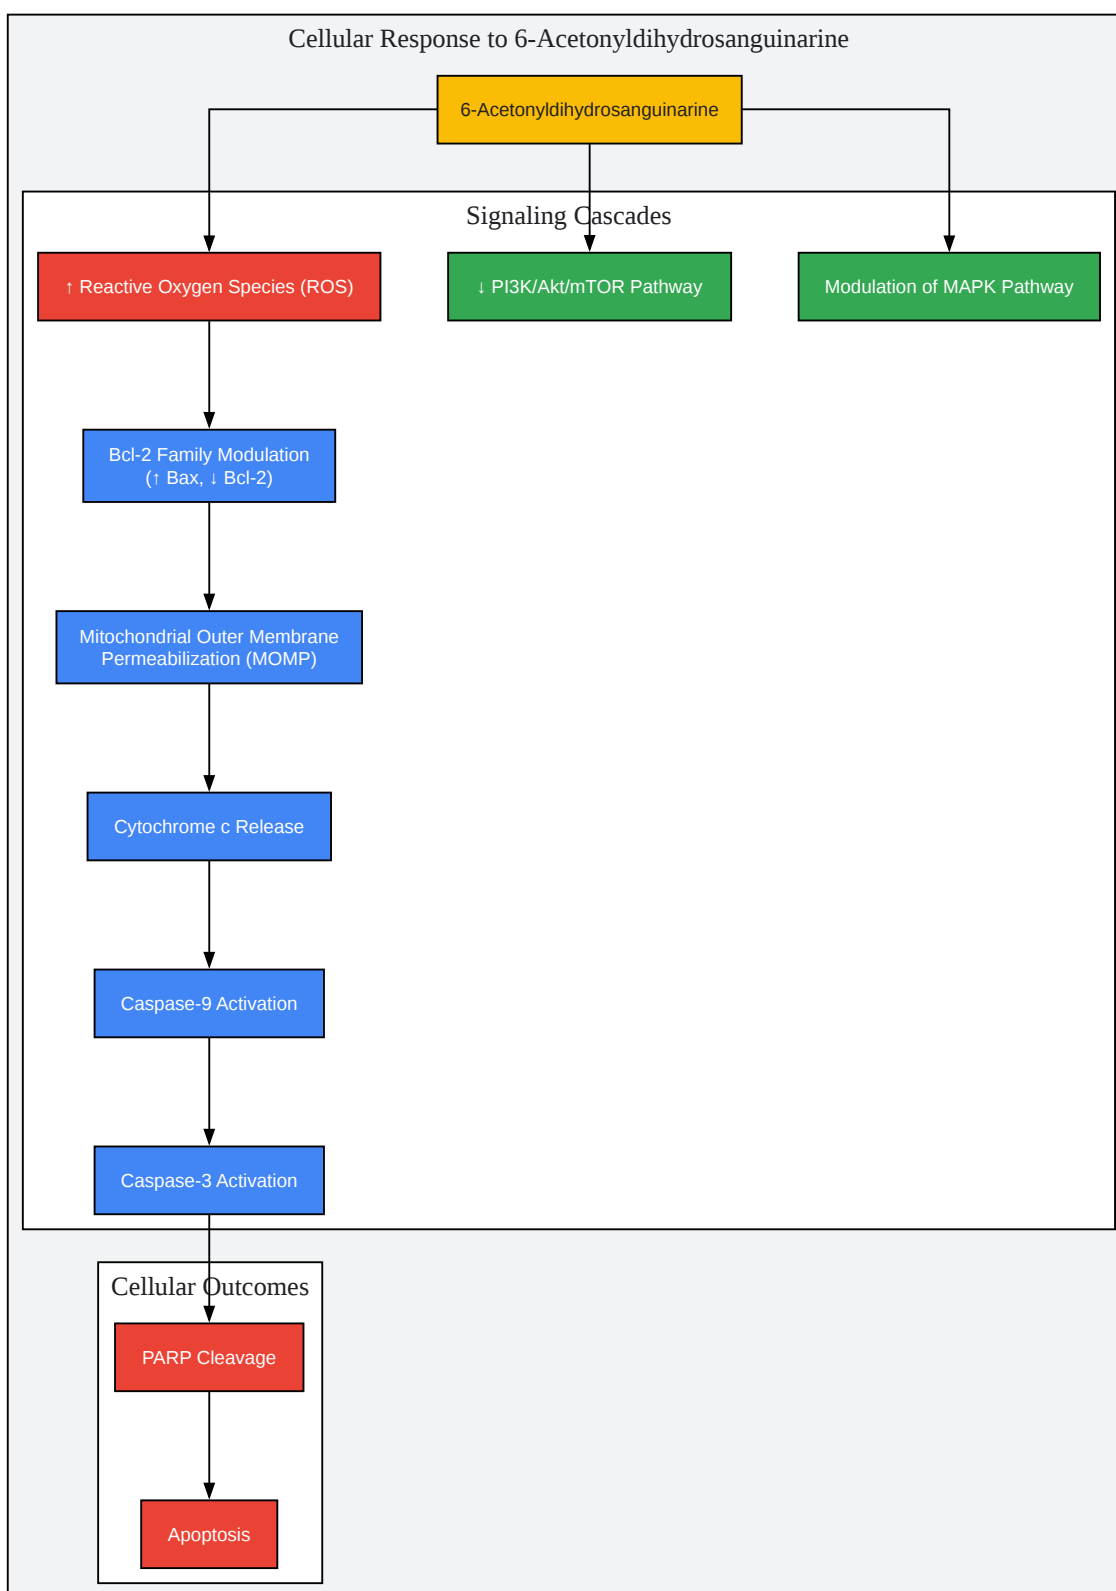 Cellular Response to 6-Acetonyldihydrosanguinarine
6-Acetonyldihydrosanguinarine
Signaling Cascades
↑ Reactive Oxygen Species (ROS)
↓ PI3K/Akt/mTOR Pathway
Modulation of MAPK Pathway
Bcl-2 Family Modulation
(↑ Bax, ↓ Bcl-2)
Mitochondrial Outer Membrane
Permeabilization (MOMP)
Cytochrome c Release
Caspase-9 Activation
Caspase-3 Activation
Cellular Outcomes
PARP Cleavage
Apoptosis